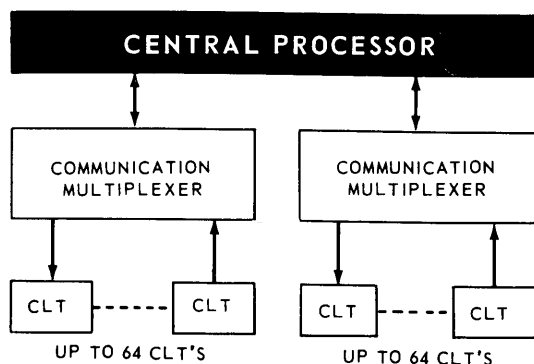 CENTRAL PROCESSOR
COMMUNICATION
MULTIPLEXER
COMMUNICATION
MULTIPLEXER
CLT
CLT
CLT
CLT
UP TO 64 CLT'S
UP TO 64 CLT'S